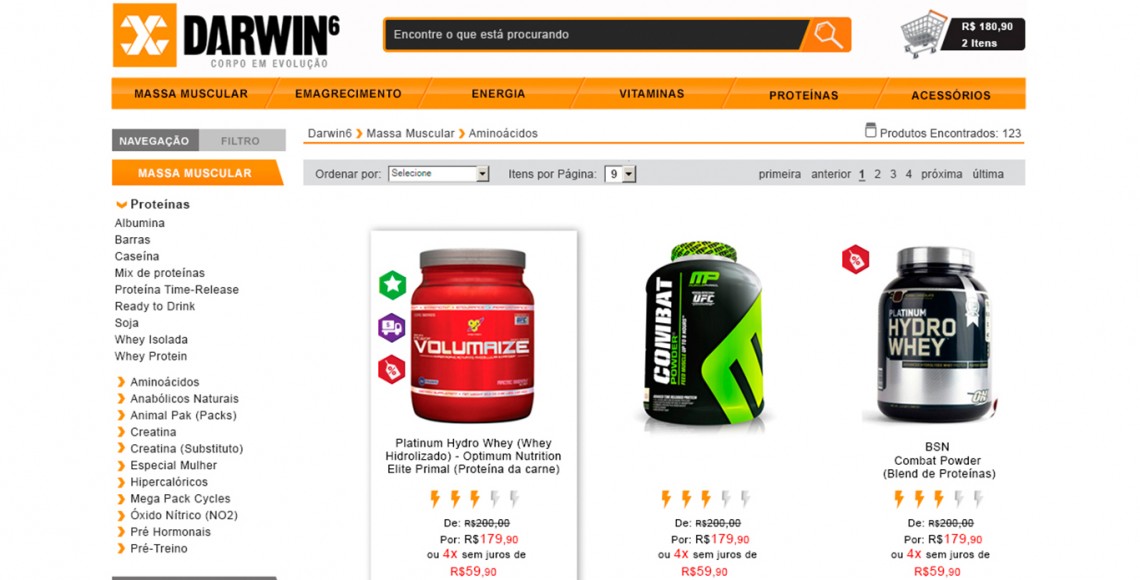 DARWIN6
CORPO EM EVOLUÇÃO
Encontre o que está procurando
R$ 180,90
2 Itens
MASSA MUSCULAR
EMAGRECIMENTO
ENERGIA
VITAMINAS
PROTEÍNAS
ACESSÓRIOS
NAVEGAÇÃO
FILTRO
Darwin6 Massa Muscular Aminoácidos
Produtos Encontrados: 123
MASSA MUSCULAR
Ordenar por: Selecione
Itens por Página: 9
primeira anterior 1 2 3 4 próxima última
Proteínas
Albumina
Barras
Caseína
Mix de proteínas
Proteína Time-Release
Ready to Drink
Soja
Whey Isolada
Whey Protein
Aminoácidos
Anabólicos Naturais
Animal Pak (Packs)
Creatina
Creatina (Substituto)
Especial Mulher
Hipercalóricos
Mega Pack Cycles
Óxido Nítrico (NO2)
Pré Hormonais
Pré-Treino
VOLUMAIZE
Platinum Hydro Whey (Whey
Hidrolizado) - Optimum Nutrition
Elite Primal (Proteína da carne)
De: R$200,00
Por: R$179,90
ou 4x sem juros de
R$59,90
MP
UFC
COMBAT
POWDER
De: R$200,00
Por: R$179,90
ou 4x sem juros de
R$59,90
PLATINUM
HYDRO
WHEY
ON
BSN
Combat Powder
(Blend de Proteínas)
De: R$200,00
Por: R$179,90
ou 4x sem juros de
R$59,90